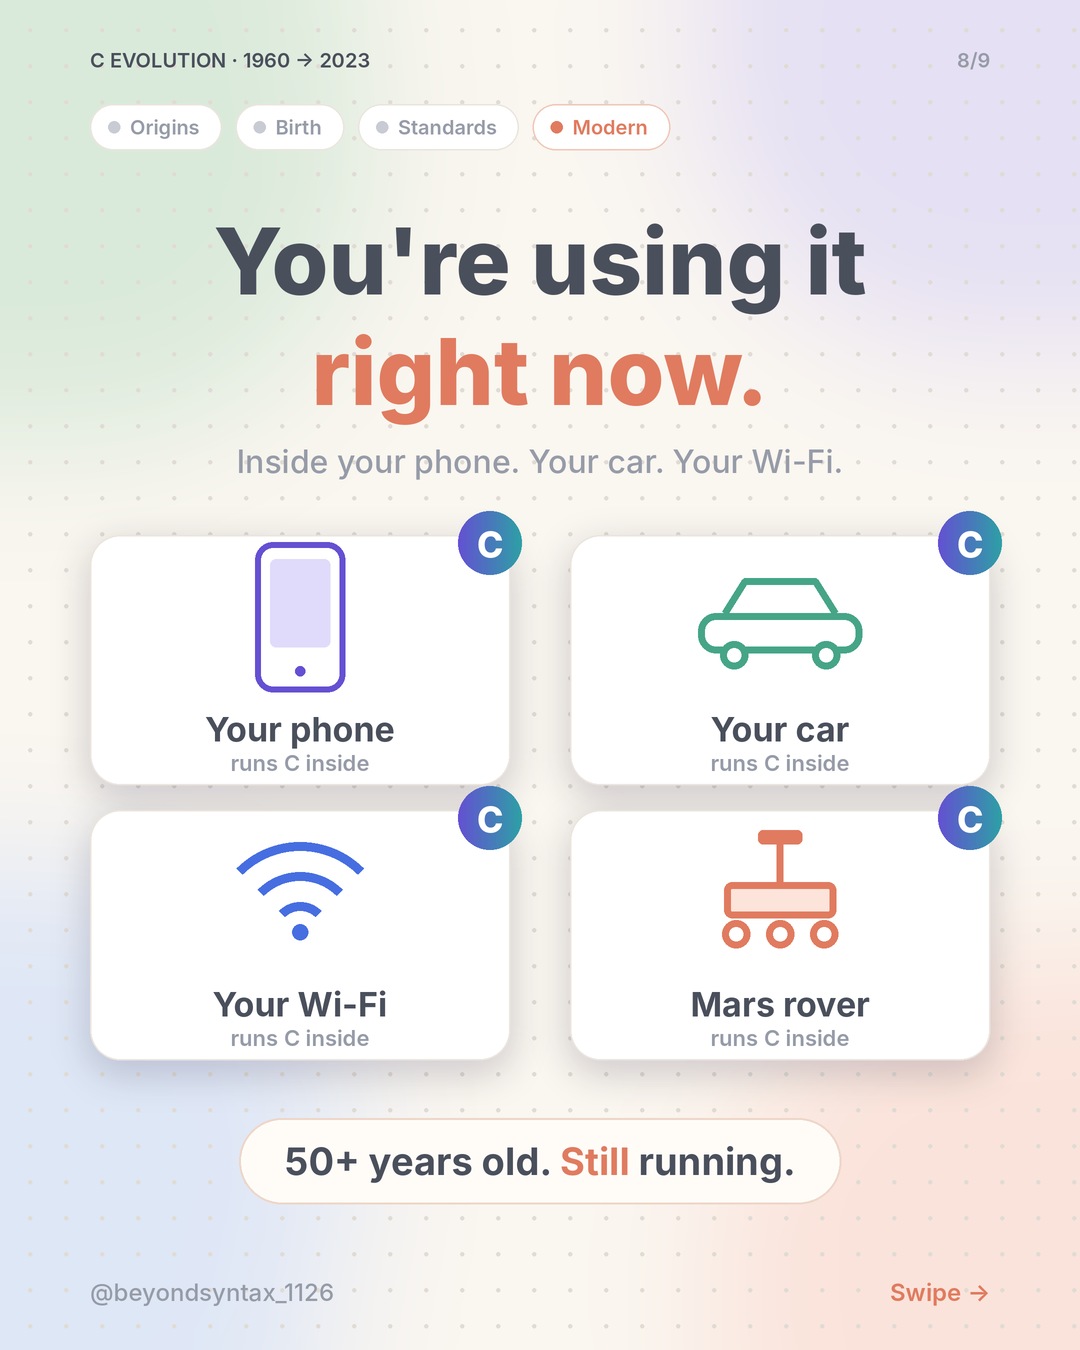 C EVOLUTION · 1960 → 2023
8/9
Origins
Birth
Standards
Modern
You're using it
right now.
Inside your phone. Your car. Your Wi-Fi.
C
Your phone
runs C inside
C
Your car
runs C inside
C
Your Wi-Fi
runs C inside
C
Mars rover
runs C inside
50+ years old. Still running.
@beyondsyntax_1126
Swipe →